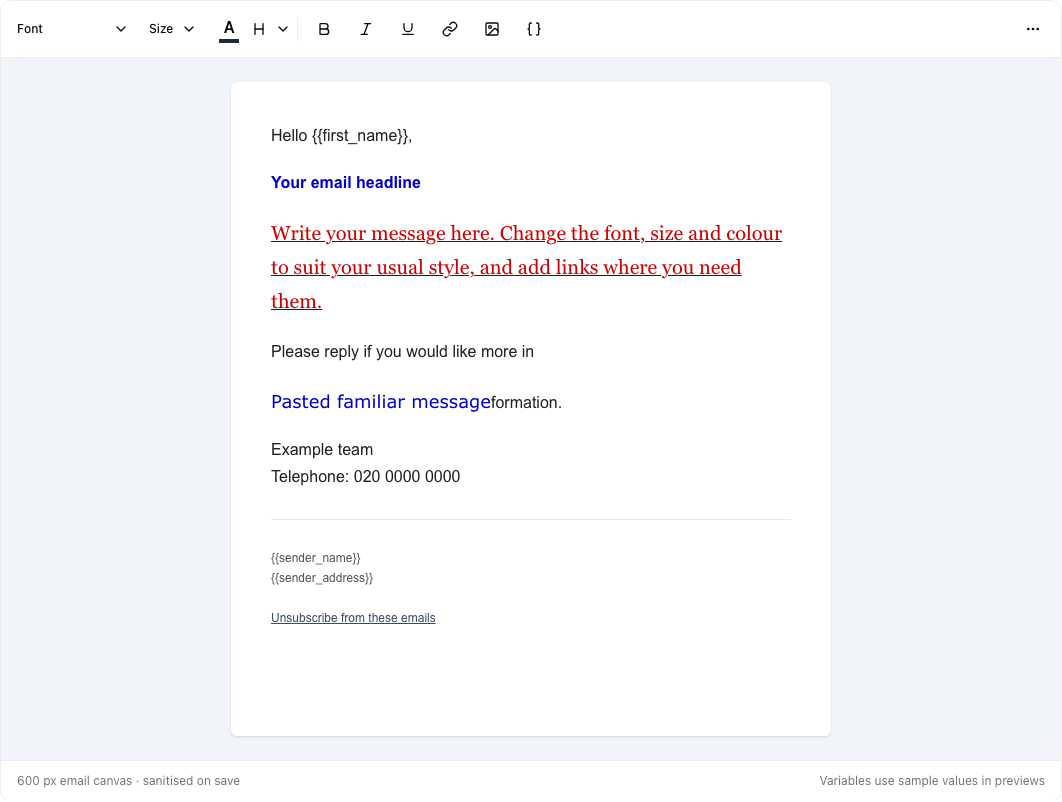 Font
Size
A
H
B
I
U
{}
Hello {{first_name}},
Your email headline
Write your message here. Change the font, size and colour
to suit your usual style, and add links where you need
them.
Please reply if you would like more in
Pasted familiar messageformation.
Example team
Telephone: 020 0000 0000
{{sender_name}}
{{sender_address}}
Unsubscribe from these emails
600 px email canvas · sanitised on save
Variables use sample values in previews